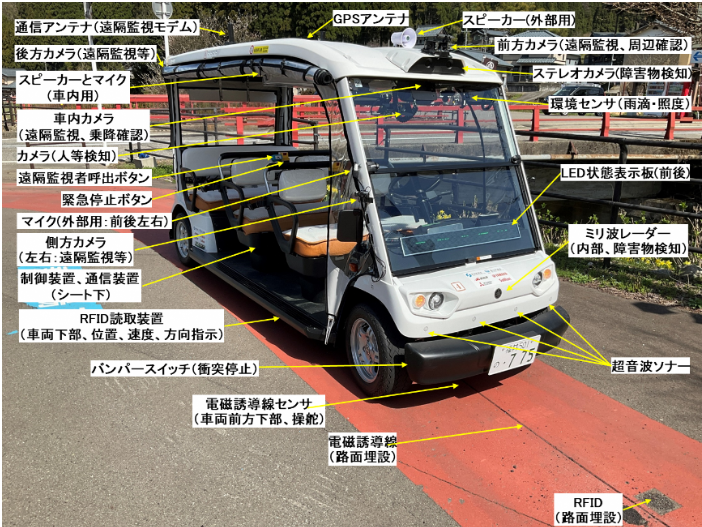 通信アンテナ(遠隔監視モデム)
GPSアンテナ
スピーカー(外部用)
後方カメラ(遠隔監視等)
前方カメラ(遠隔監視、周辺確認)
スピーカーとマイク
(車内用)
ステレオカメラ(障害物検知)
車内カメラ
(遠隔監視、乗降確認)
環境センサ(雨滴・照度)
カメラ(人等検知)
遠隔監視者呼出ボタン
LED状態表示板(前後)
緊急停止ボタン
マイク(外部用:前後左右)
側方カメラ
(左右:遠隔監視等)
ミリ波レーダー
(内部、障害物検知)
制御装置、通信装置
(シート下)
RFID読取装置
(車両下部、位置、速度、方向指示)
・775
バンパースイッチ(衝突停止)
超音波ソナー
電磁誘導線センサ
(車両前方下部、操舵)
電磁誘導線
(路面埋設)
RFID
(路面埋設)